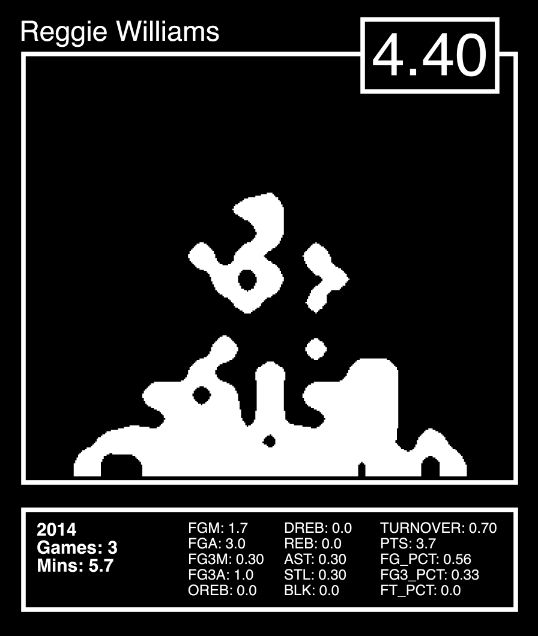 Reggie Williams
4.40
2014
Games: 3
Mins: 5.7
FGM: 1.7
FGA: 3.0
FG3M: 0.30
FG3A: 1.0
OREB: 0.0
DREB: 0.0
REB: 0.0
AST: 0.30
STL: 0.30
BLK: 0.0
TURNOVER: 0.70
PTS: 3.7
FG_PCT: 0.56
FG3_PCT: 0.33
FT_PCT: 0.0